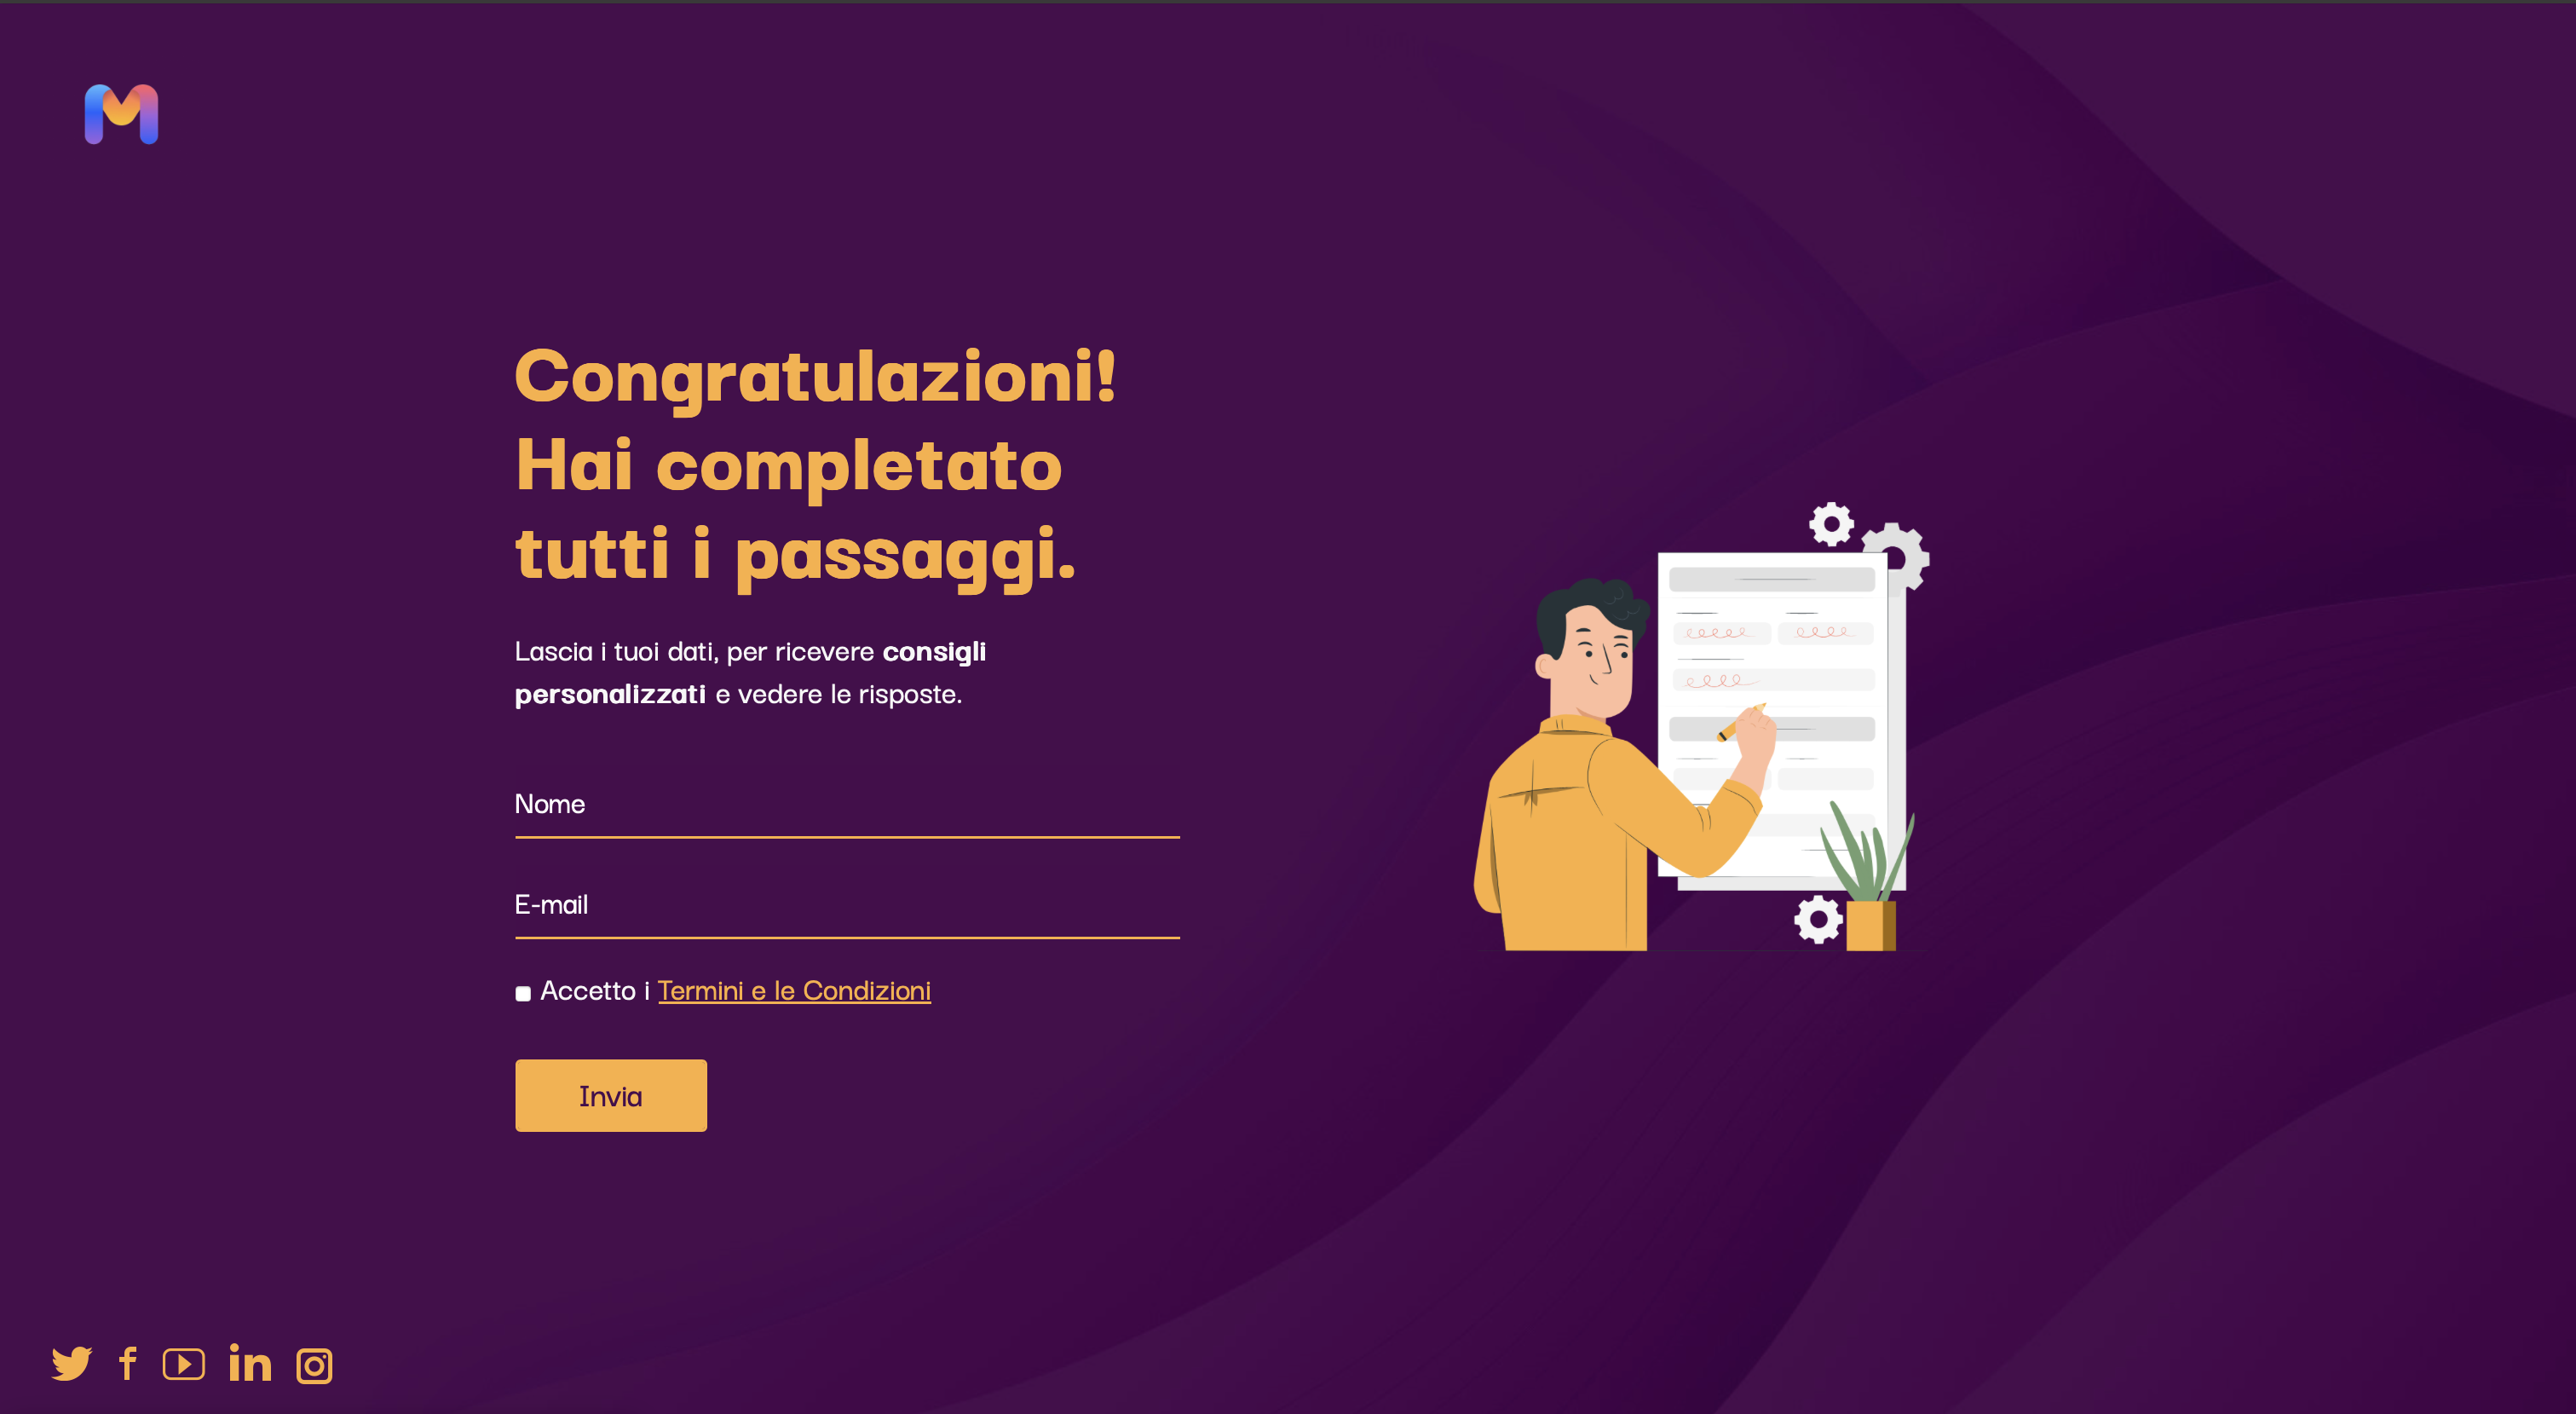 Congratulazioni!
Hai completato
tutti i passaggi.
Lascia i tuoi dati, per ricevere consigli
personalizzati e vedere le risposte.
Nome
E-mail
Accetto i Termini e le Condizioni
Invia